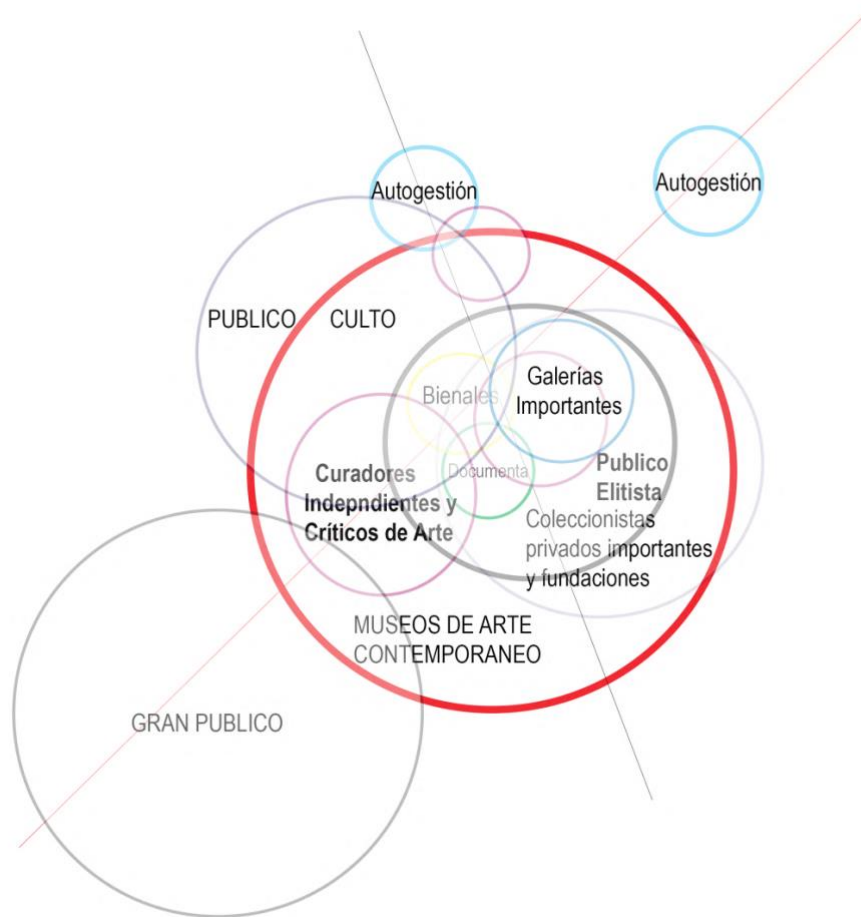 Autogestión
Autogestión
PUBLICO CULTO
Galerías
Importantes
Bienales
Documenta
Publico
Elitista
Curadores
Indepndientes y
Críticos de Arte
Coleccionistas
privados importantes
y fundaciones
MUSEOS DE ARTE
CONTEMPORANEO
GRAN PUBLICO